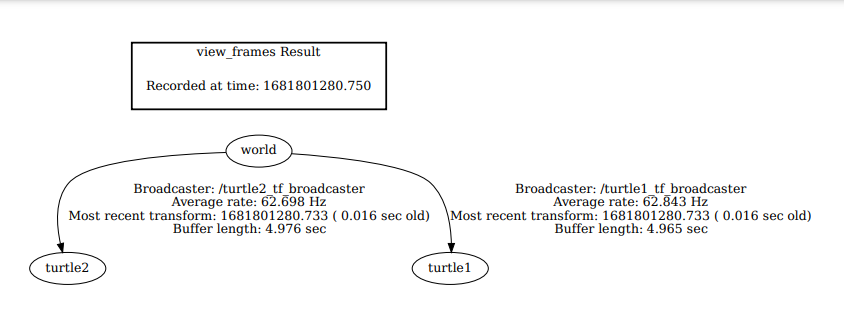 view_frames Result
Recorded at time: 1681801280.750
world
Broadcaster: /turtle2_tf_broadcaster
Average rate: 62.698 Hz
Most recent transform: 1681801280.733 ( 0.016 sec old)
Buffer length: 4.976 sec
Broadcaster: /turtle1_tf_broadcaster
Average rate: 62.843 Hz
Most recent transform: 1681801280.733 ( 0.016 sec old)
Buffer length: 4.965 sec
turtle2
turtle1